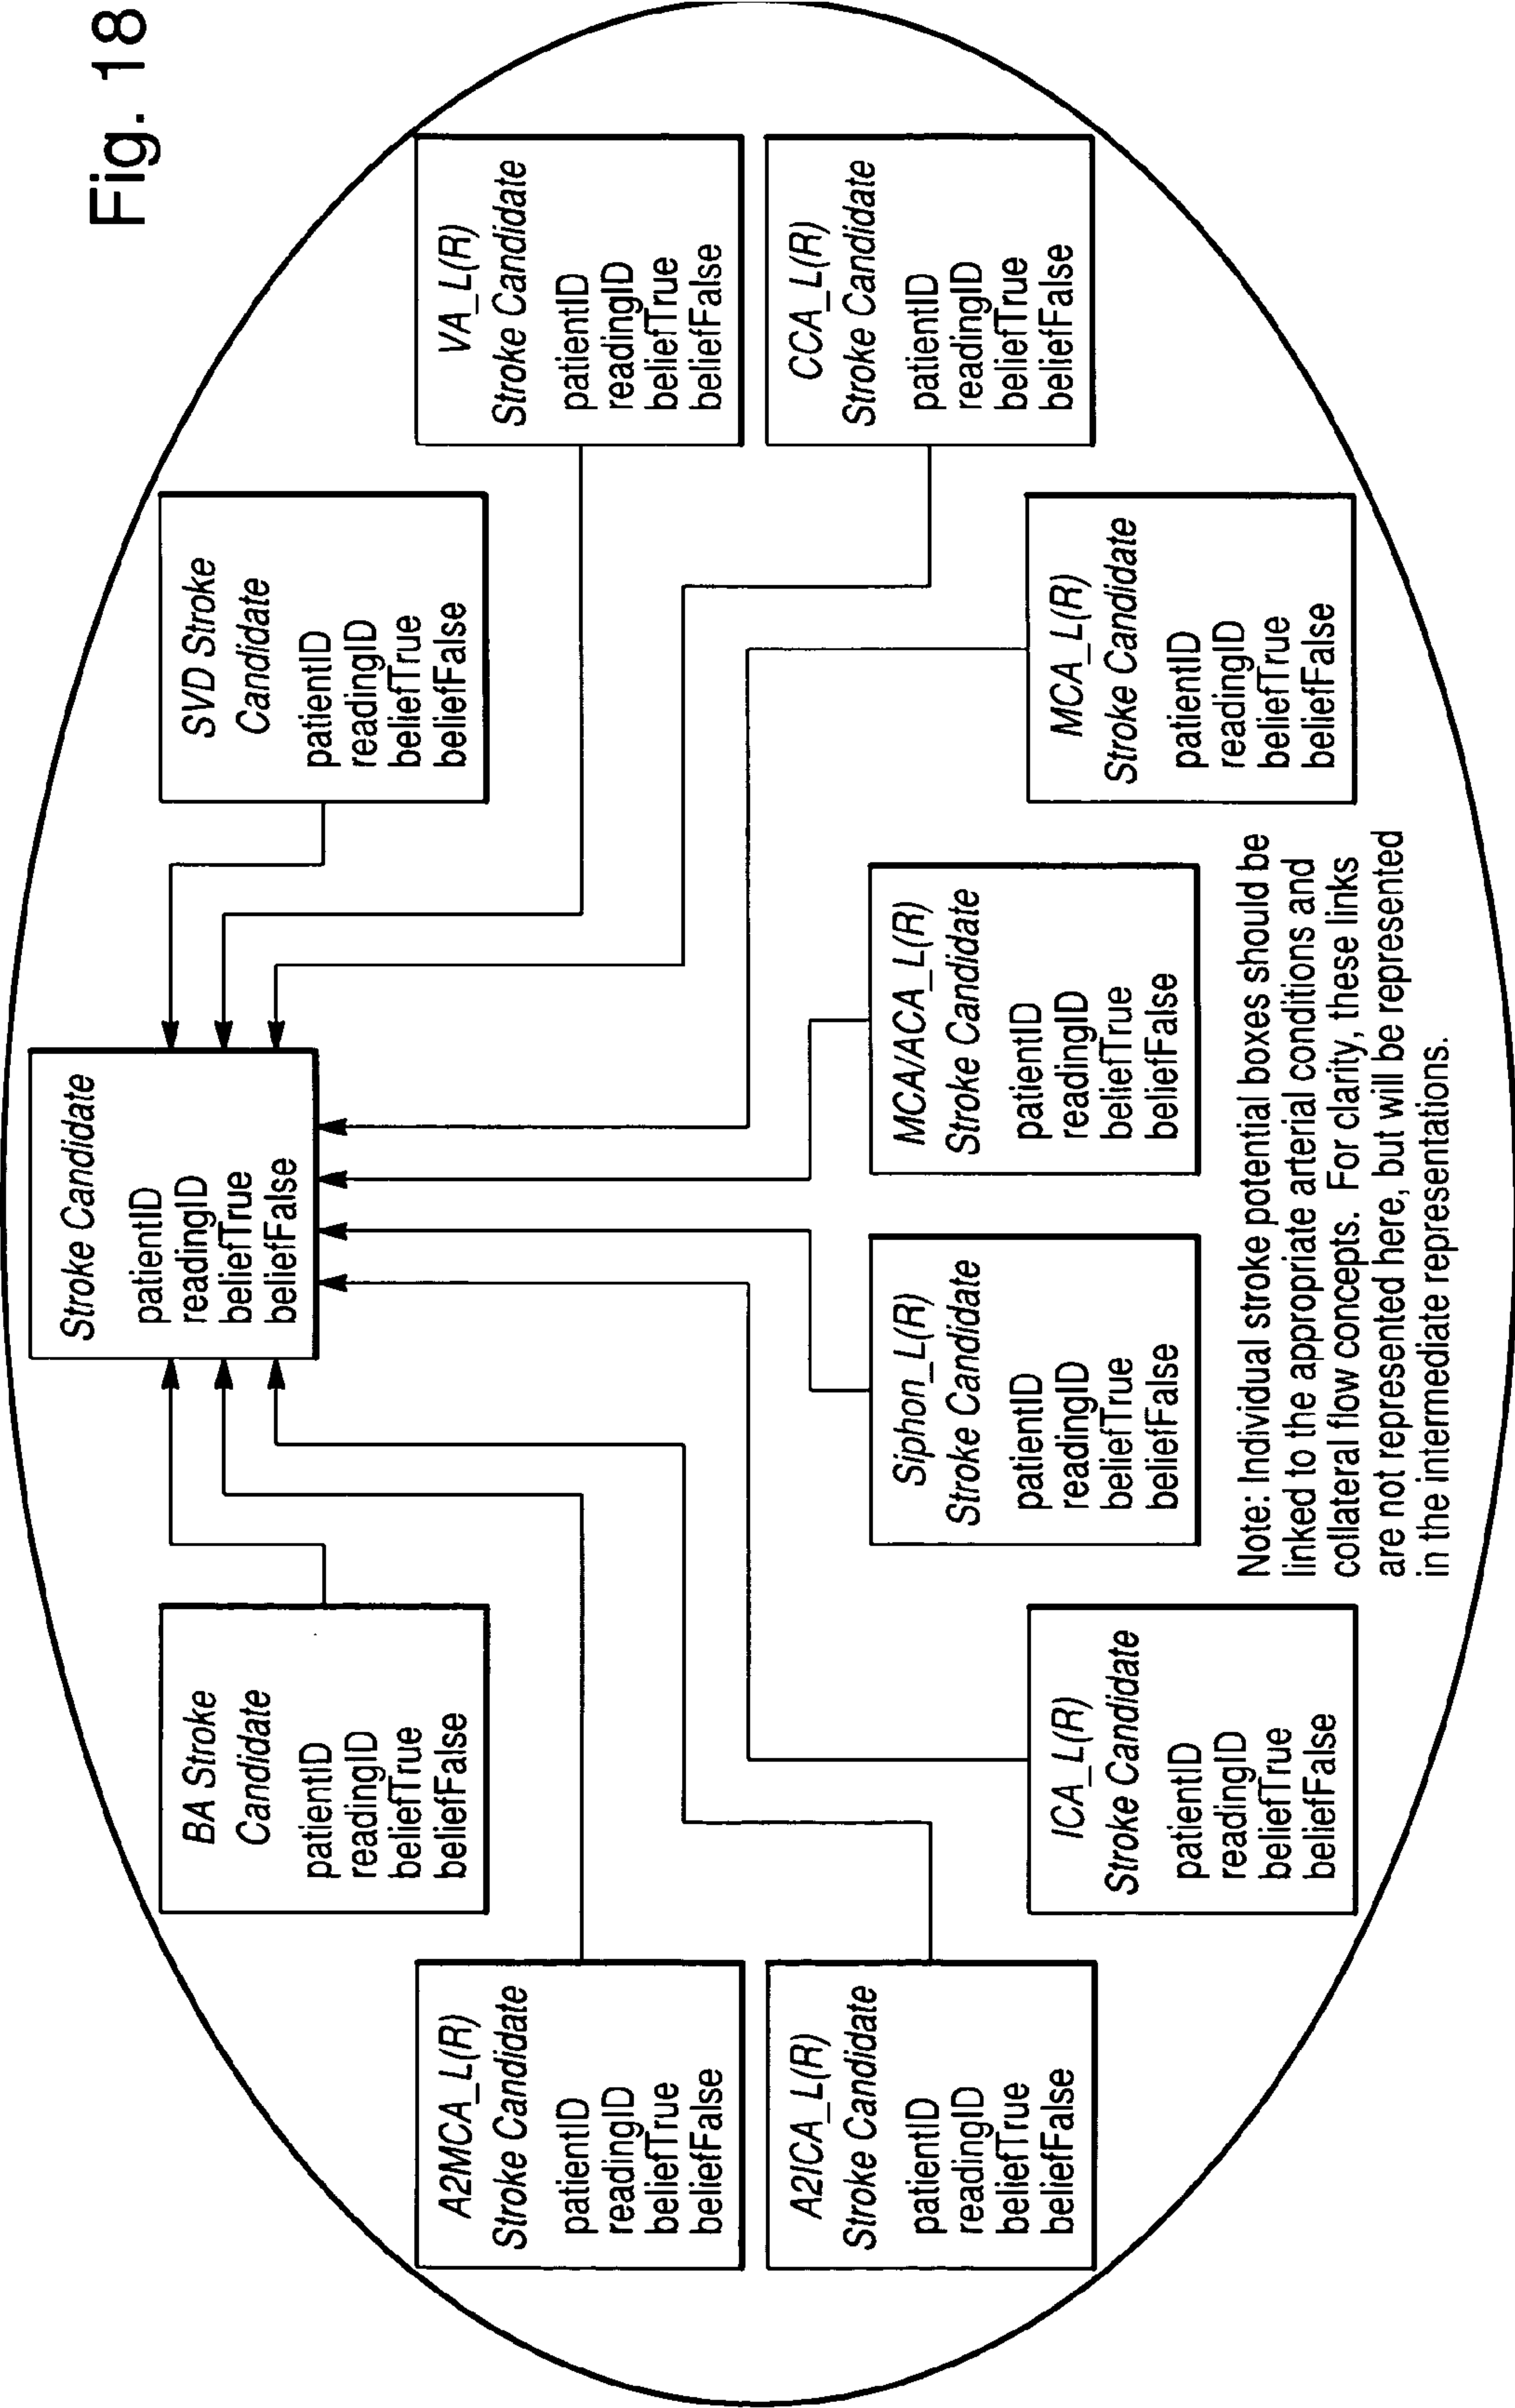 Fig. 18
Stroke Candidate
patientID
readingID
beliefTrue
beliefFalse
BA Stroke
Candidate
patientID
readingID
beliefTrue
beliefFalse
SVD Stroke
Candidate
patientID
readingID
beliefTrue
beliefFalse
A2MCA_L(R)
Stroke Candidate
patientID
readingID
beliefTrue
beliefFalse
VA_L(R)
Stroke Candidate
patientID
readingID
beliefTrue
beliefFalse
A2ICA_L(R)
Stroke Candidate
patientID
readingID
beliefTrue
beliefFalse
CCA_L(R)
Stroke Candidate
patientID
readingID
beliefTrue
beliefFalse
ICA_L(R)
Stroke Candidate
patientID
readingID
beliefTrue
beliefFalse
Siphon_L(R)
Stroke Candidate
patientID
readingID
beliefTrue
beliefFalse
MCA/ACA_L(R)
Stroke Candidate
patientID
readingID
beliefTrue
beliefFalse
MCA_L(R)
Stroke Candidate
patientID
readingID
beliefTrue
beliefFalse
Note: Individual stroke potential boxes should be
linked to the appropriate arterial conditions and
collateral flow concepts. For clarity, these links
are not represented here, but will be represented
in the intermediate representations.